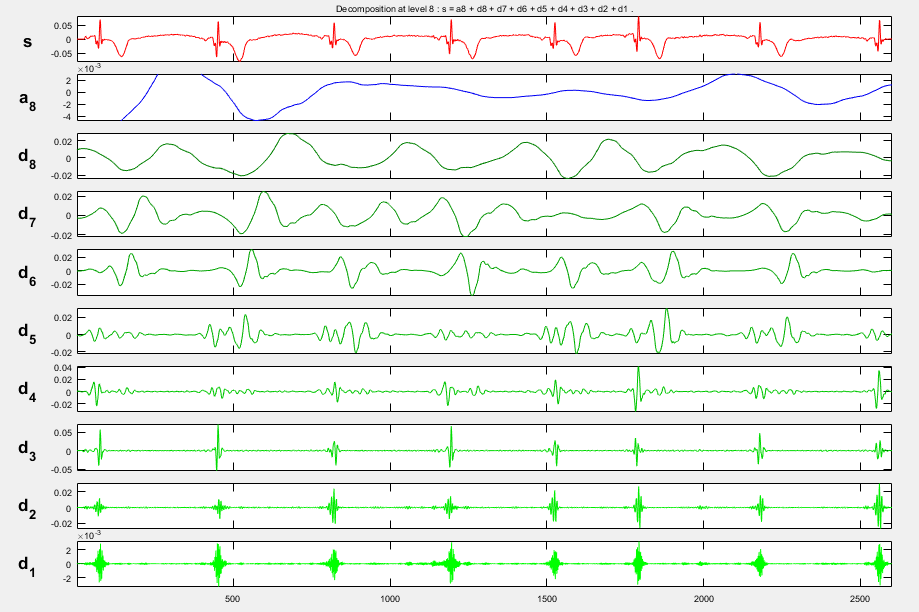 Decomposition at level 8 : s = a8 + d8 + d7 + d6 + d5 + d4 + d3 + d2 + d1 .
s
0.05
0
-0.05
×10⁻³
a₈
2
0
-2
-4
d₈
0.02
0
-0.02
d₇
0.02
0
-0.02
d₆
0.02
0
-0.02
d₅
0.02
0
-0.02
d₄
0.04
0.02
0
-0.02
d₃
0.05
0
-0.05
d₂
0.02
0
-0.02
×10⁻³
d₁
2
0
-2
500 1000 1500 2000 2500